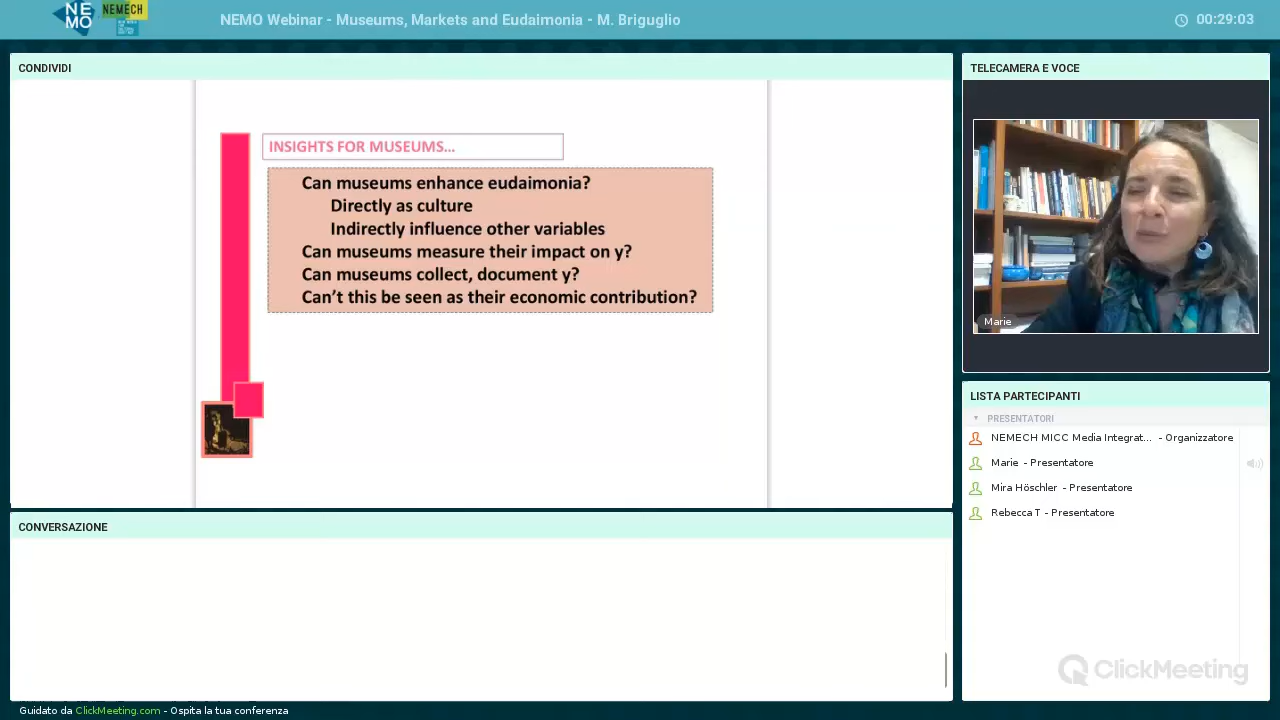 NE
MO
NEMECH
NEMO Webinar - Museums, Markets and Eudaimonia - M. Briguglio
00:29:03
CONDIVIDI
INSIGHTS FOR MUSEUMS...
Can museums enhance eudaimonia?
Directly as culture
Indirectly influence other variables
Can museums measure their impact on y?
Can museums collect, document y?
Can't this be seen as their economic contribution?
TELECAMERA E VOCE
Marie
LISTA PARTECIPANTI
PRESENTATORI
NEMECH MICC Media Integrat... - Organizzatore
Marie - Presentatore
Mira Höschler - Presentatore
Rebecca T - Presentatore
CONVERSAZIONE
ClickMeeting
Guidato da ClickMeeting.com - Ospita la tua conferenza